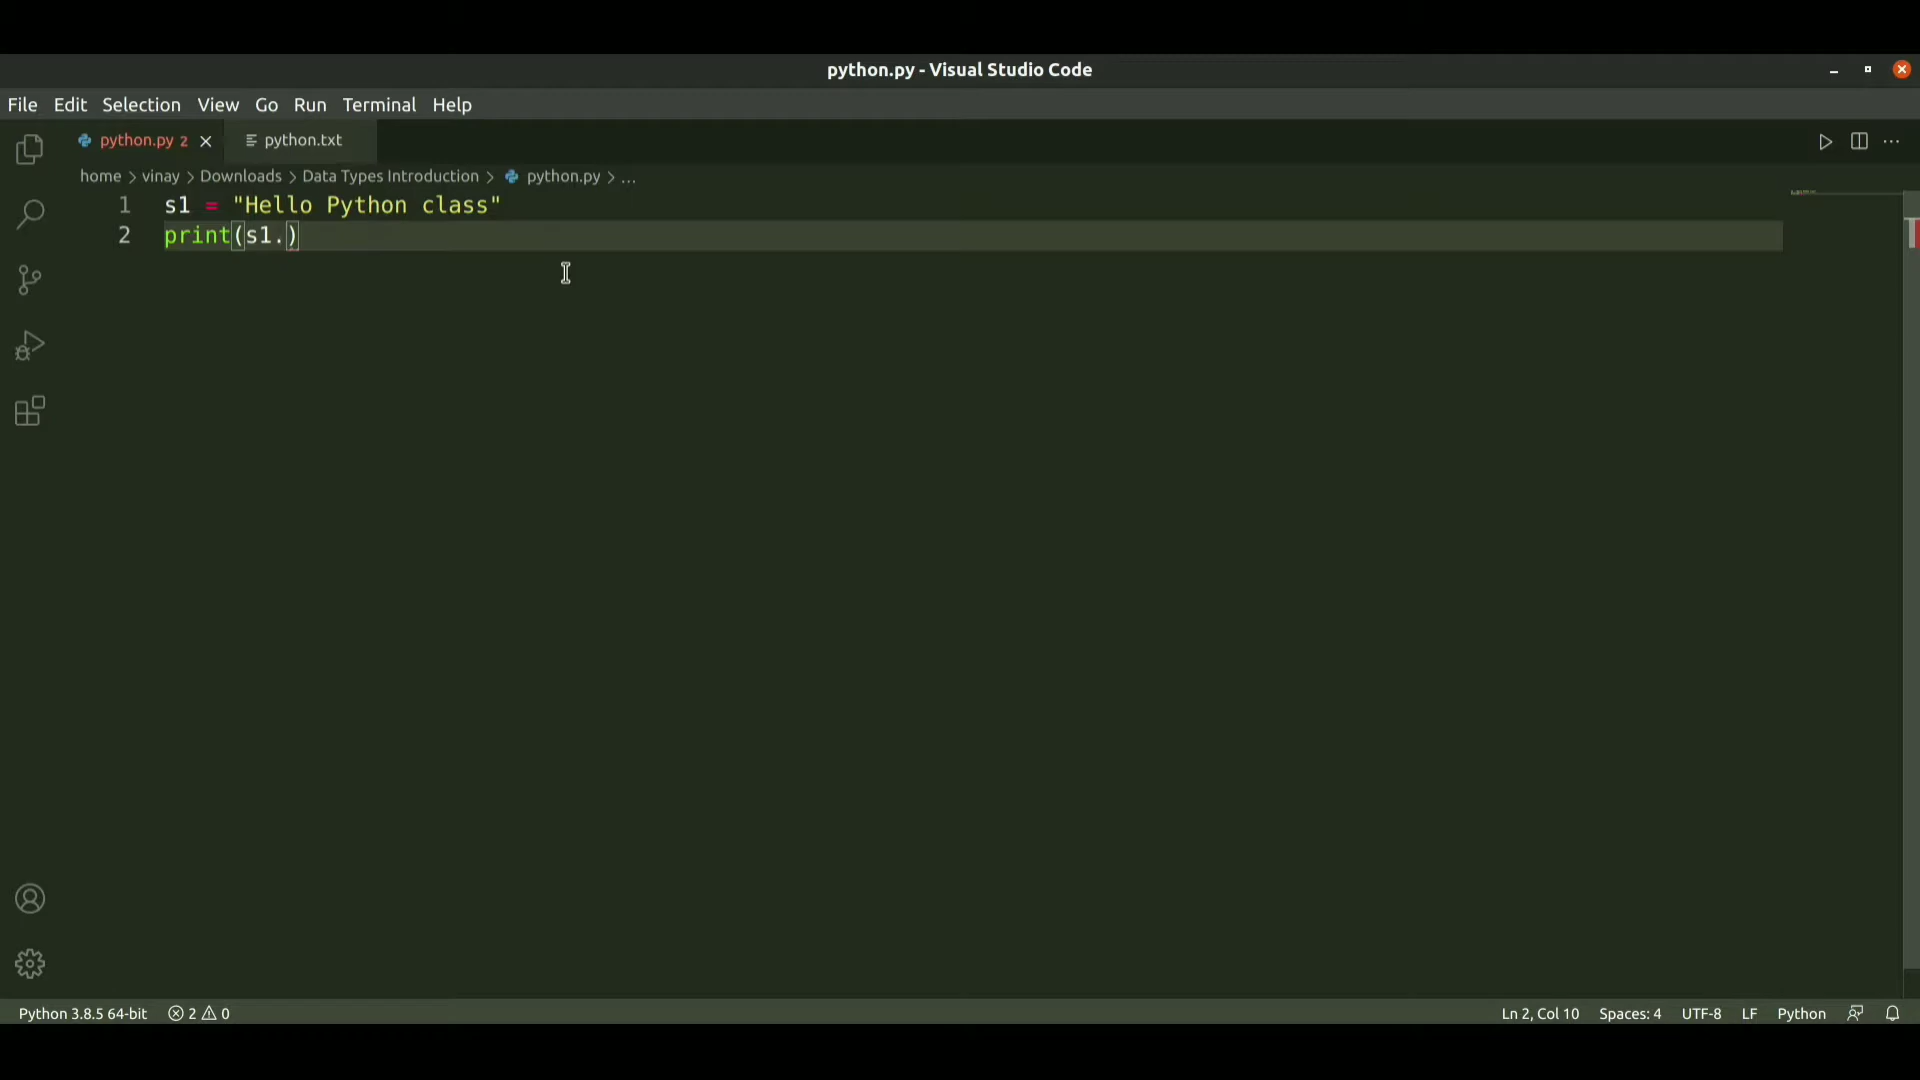 python.py - Visual Studio Code
File Edit Selection View Go Run Terminal Help
python.py 2 python.txt
home > vinay > Downloads > Data Types Introduction > python.py > ...
1 s1 = "Hello Python class"
2 print(s1.)
Python 3.8.5 64-bit 2 0 Ln 2, Col 10 Spaces: 4 UTF-8 LF Python